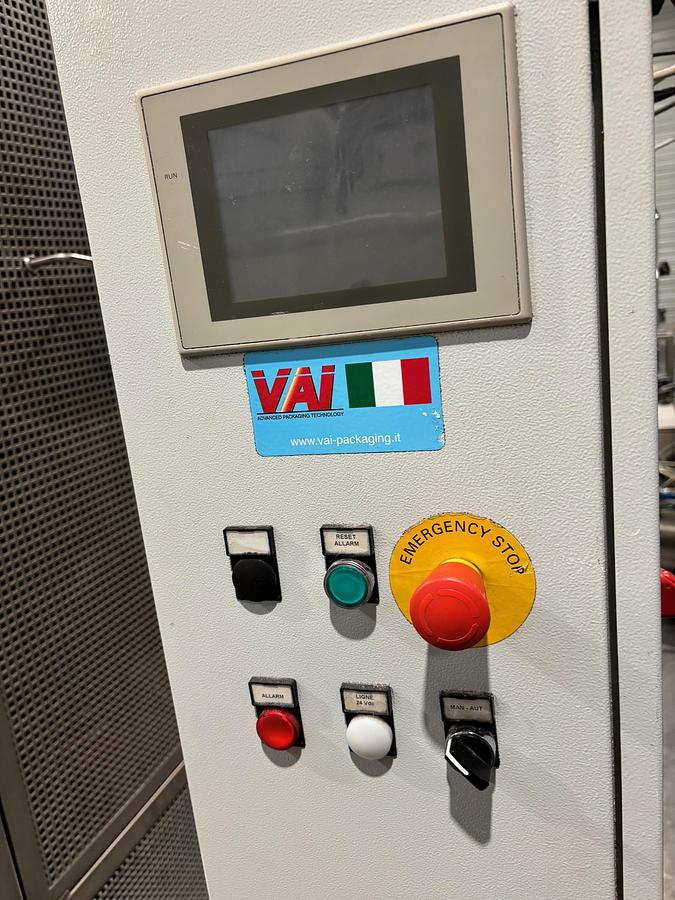 RUN
VAI
ADVANCED PACKAGING TECHNOLOGY
www.vai-packaging.it
RESET
ALLARM
EMERGENCY STOP
ALLARM
LIGNE
24 Vdc
MAN - AUT